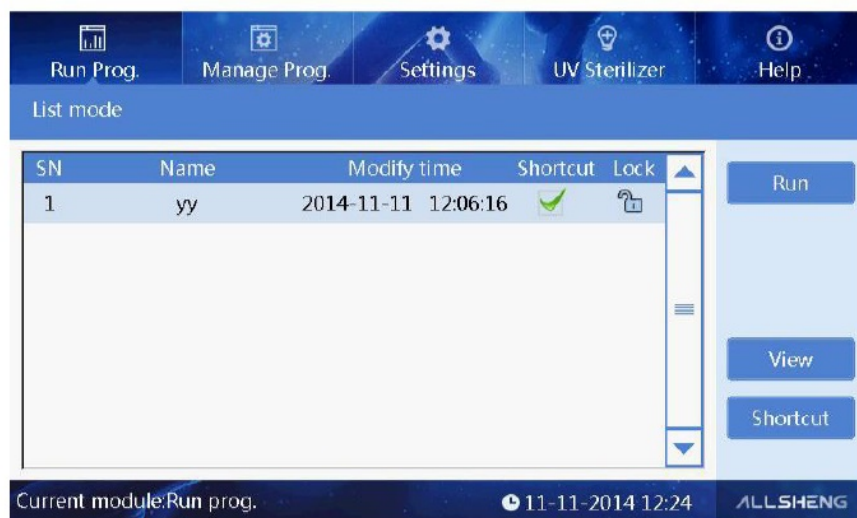 Run Prog. Manage Prog. Settings UV Sterilizer Help
List mode
SN Name Modify time Shortcut Lock
1 yy 2014-11-11 12:06:16
Run
View
Shortcut
Current module:Run prog. 11-11-2014 12:24 ALLSHENG